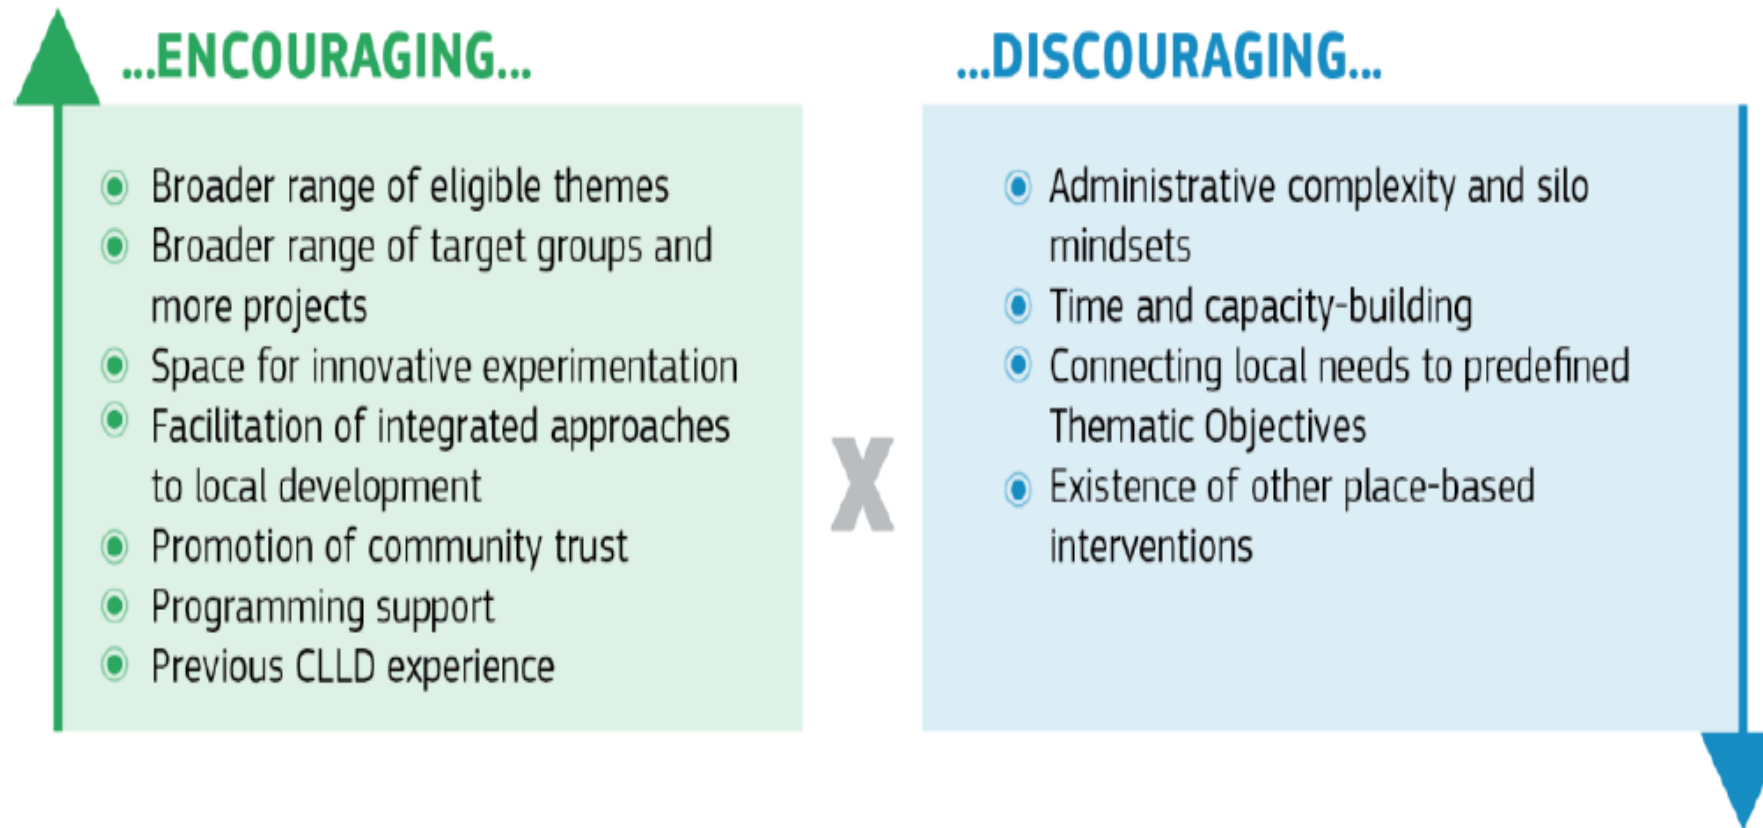 ...ENCOURAGING...
Broader range of eligible themes
Broader range of target groups and
more projects
Space for innovative experimentation
Facilitation of integrated approaches
to local development
Promotion of community trust
Programming support
Previous CLLD experience
X
...DISCOURAGING...
Administrative complexity and silo
mindsets
Time and capacity-building
Connecting local needs to predefined
Thematic Objectives
Existence of other place-based
interventions